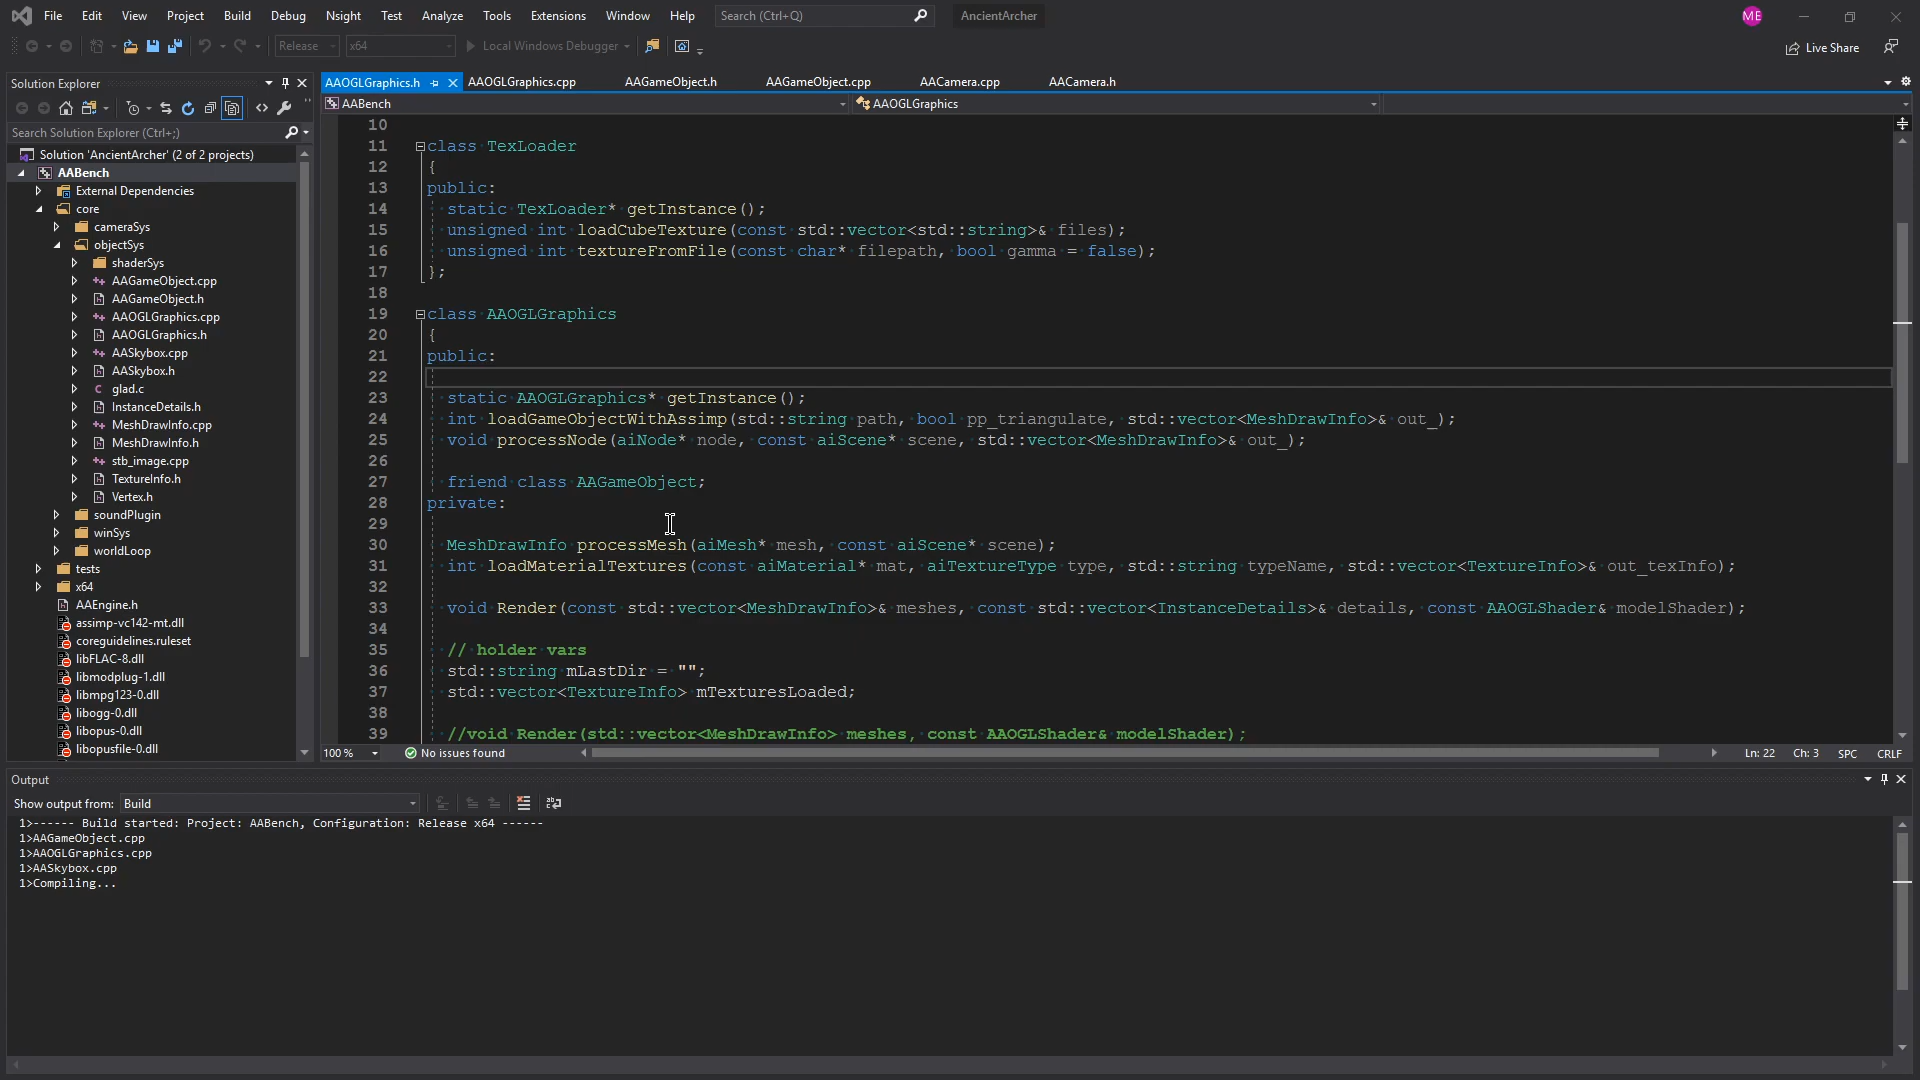 File Edit View Project Build Debug Nsight Test Analyze Tools Extensions Window Help Search (Ctrl+Q) AncientArcher ME
Release x64 Local Windows Debugger Live Share
Solution Explorer
Search Solution Explorer (Ctrl+;)
Solution 'AncientArcher' (2 of 2 projects)
AABench
External Dependencies
core
cameraSys
objectSys
shaderSys
AAGameObject.cpp
AAGameObject.h
AAOGLGraphics.cpp
AAOGLGraphics.h
AASkybox.cpp
AASkybox.h
glad.c
InstanceDetails.h
MeshDrawInfo.cpp
MeshDrawInfo.h
stb_image.cpp
TextureInfo.h
Vertex.h
soundPlugin
winSys
worldLoop
tests
x64
AAEngine.h
assimp-vc142-mt.dll
coreguidelines.ruleset
libFLAC-8.dll
libmodplug-1.dll
libmpg123-0.dll
libogg-0.dll
libopus-0.dll
libopusfile-0.dll
AAOGLGraphics.h AAOGLGraphics.cpp AAGameObject.h AAGameObject.cpp AACamera.cpp AACamera.h
AABench AAOGLGraphics
10
11 class TexLoader
12 {
13 public:
14 static TexLoader* getInstance();
15 unsigned int loadCubeTexture(const std::vector<std::string>& files);
16 unsigned int textureFromFile(const char* filepath, bool gamma = false);
17 };
18
19 class AAOGLGraphics
20 {
21 public:
22
23 static AAOGLGraphics* getInstance();
24 int loadGameObjectWithAssimp(std::string path, bool pp_triangulate, std::vector<MeshDrawInfo>& out_);
25 void processNode(aiNode* node, const aiScene* scene, std::vector<MeshDrawInfo>& out_);
26
27 friend class AAGameObject;
28 private:
29
30 MeshDrawInfo processMesh(aiMesh* mesh, const aiScene* scene);
31 int loadMaterialTextures(const aiMaterial* mat, aiTextureType type, std::string typeName, std::vector<TextureInfo>& out_texInfo);
32
33 void Render(const std::vector<MeshDrawInfo>& meshes, const std::vector<InstanceDetails>& details, const AAOGLShader& modelShader);
34
35 // holder vars
36 std::string mLastDir = "";
37 std::vector<TextureInfo> mTexturesLoaded;
38
39 //void Render(std::vector<MeshDrawInfo> meshes, const AAOGLShader& modelShader);
100 % No issues found Ln: 22 Ch: 3 SPC CRLF
Output
Show output from: Build
1>------ Build started: Project: AABench, Configuration: Release x64 ------
1>AAGameObject.cpp
1>AAOGLGraphics.cpp
1>AASkybox.cpp
1>Compiling...